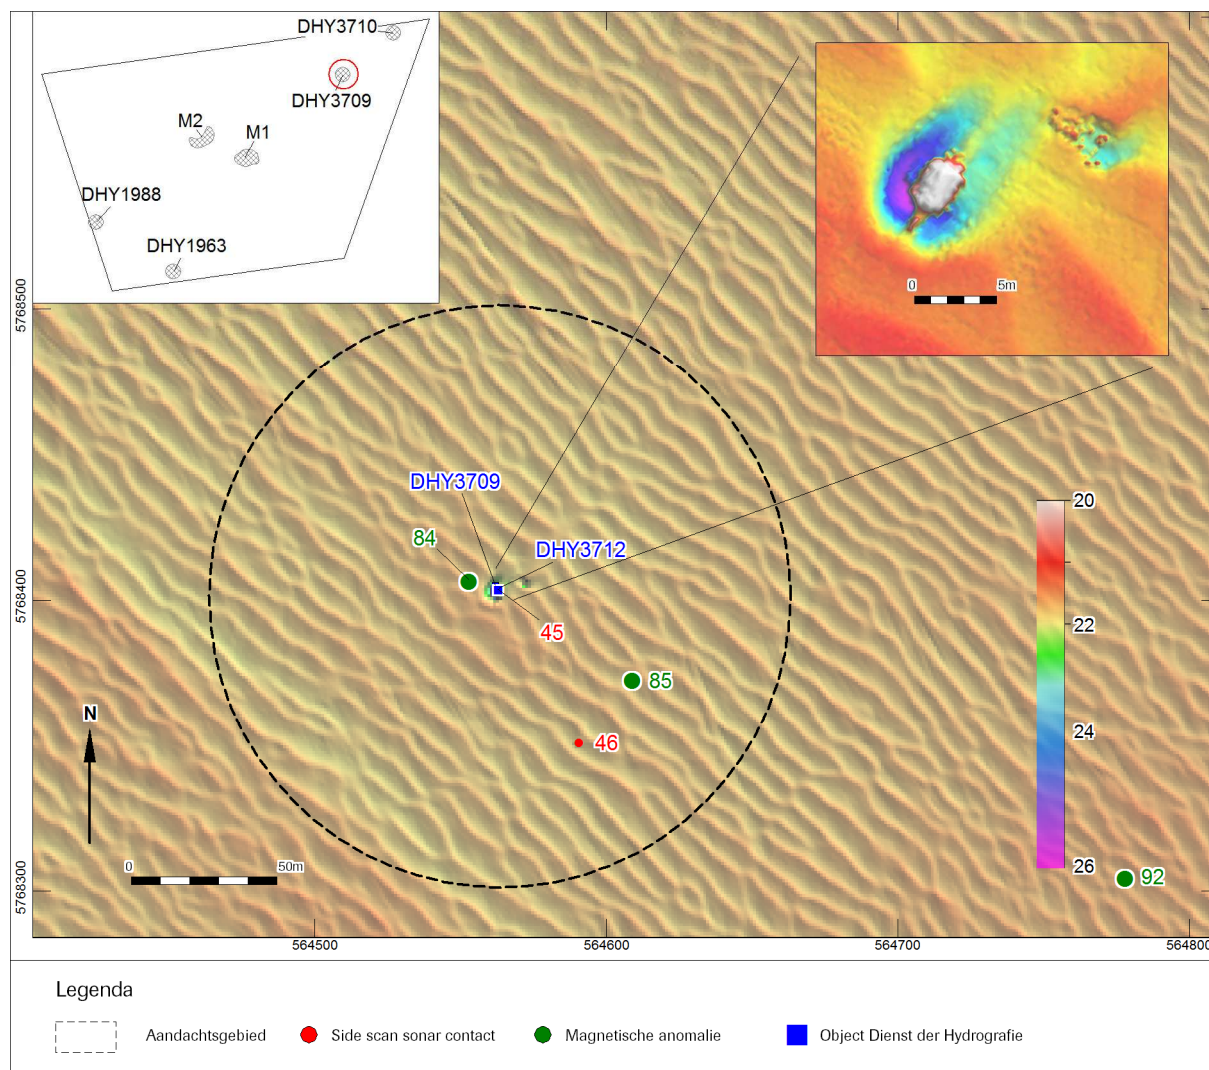 DHY3710
DHY3709
M2
M1
DHY1988
DHY1963
0 5m
5768500
DHY3709
84
DHY3712
5768400
45
85
46
20
22
24
26
N
0 50m
5768300
92
564500 564600 564700 564800
Legenda
Aandachtsgebied Side scan sonar contact Magnetische anomalie Object Dienst der Hydrografie